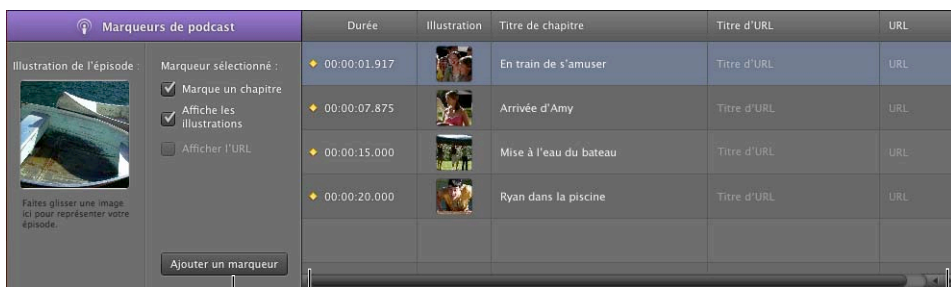 Marqueurs de podcast
Durée Illustration Titre de chapitre Titre d'URL URL
Illustration de l'épisode :
Faites glisser une image
ici pour représenter votre
épisode.
Marqueur sélectionné :
Marque un chapitre
Affiche les
illustrations
Afficher l'URL
Ajouter un marqueur
00:00:01.917 En train de s'amuser Titre d'URL URL
00:00:07.875 Arrivée d'Amy Titre d'URL URL
00:00:15.000 Mise à l'eau du bateau Titre d'URL URL
00:00:20.000 Ryan dans la piscine Titre d'URL URL